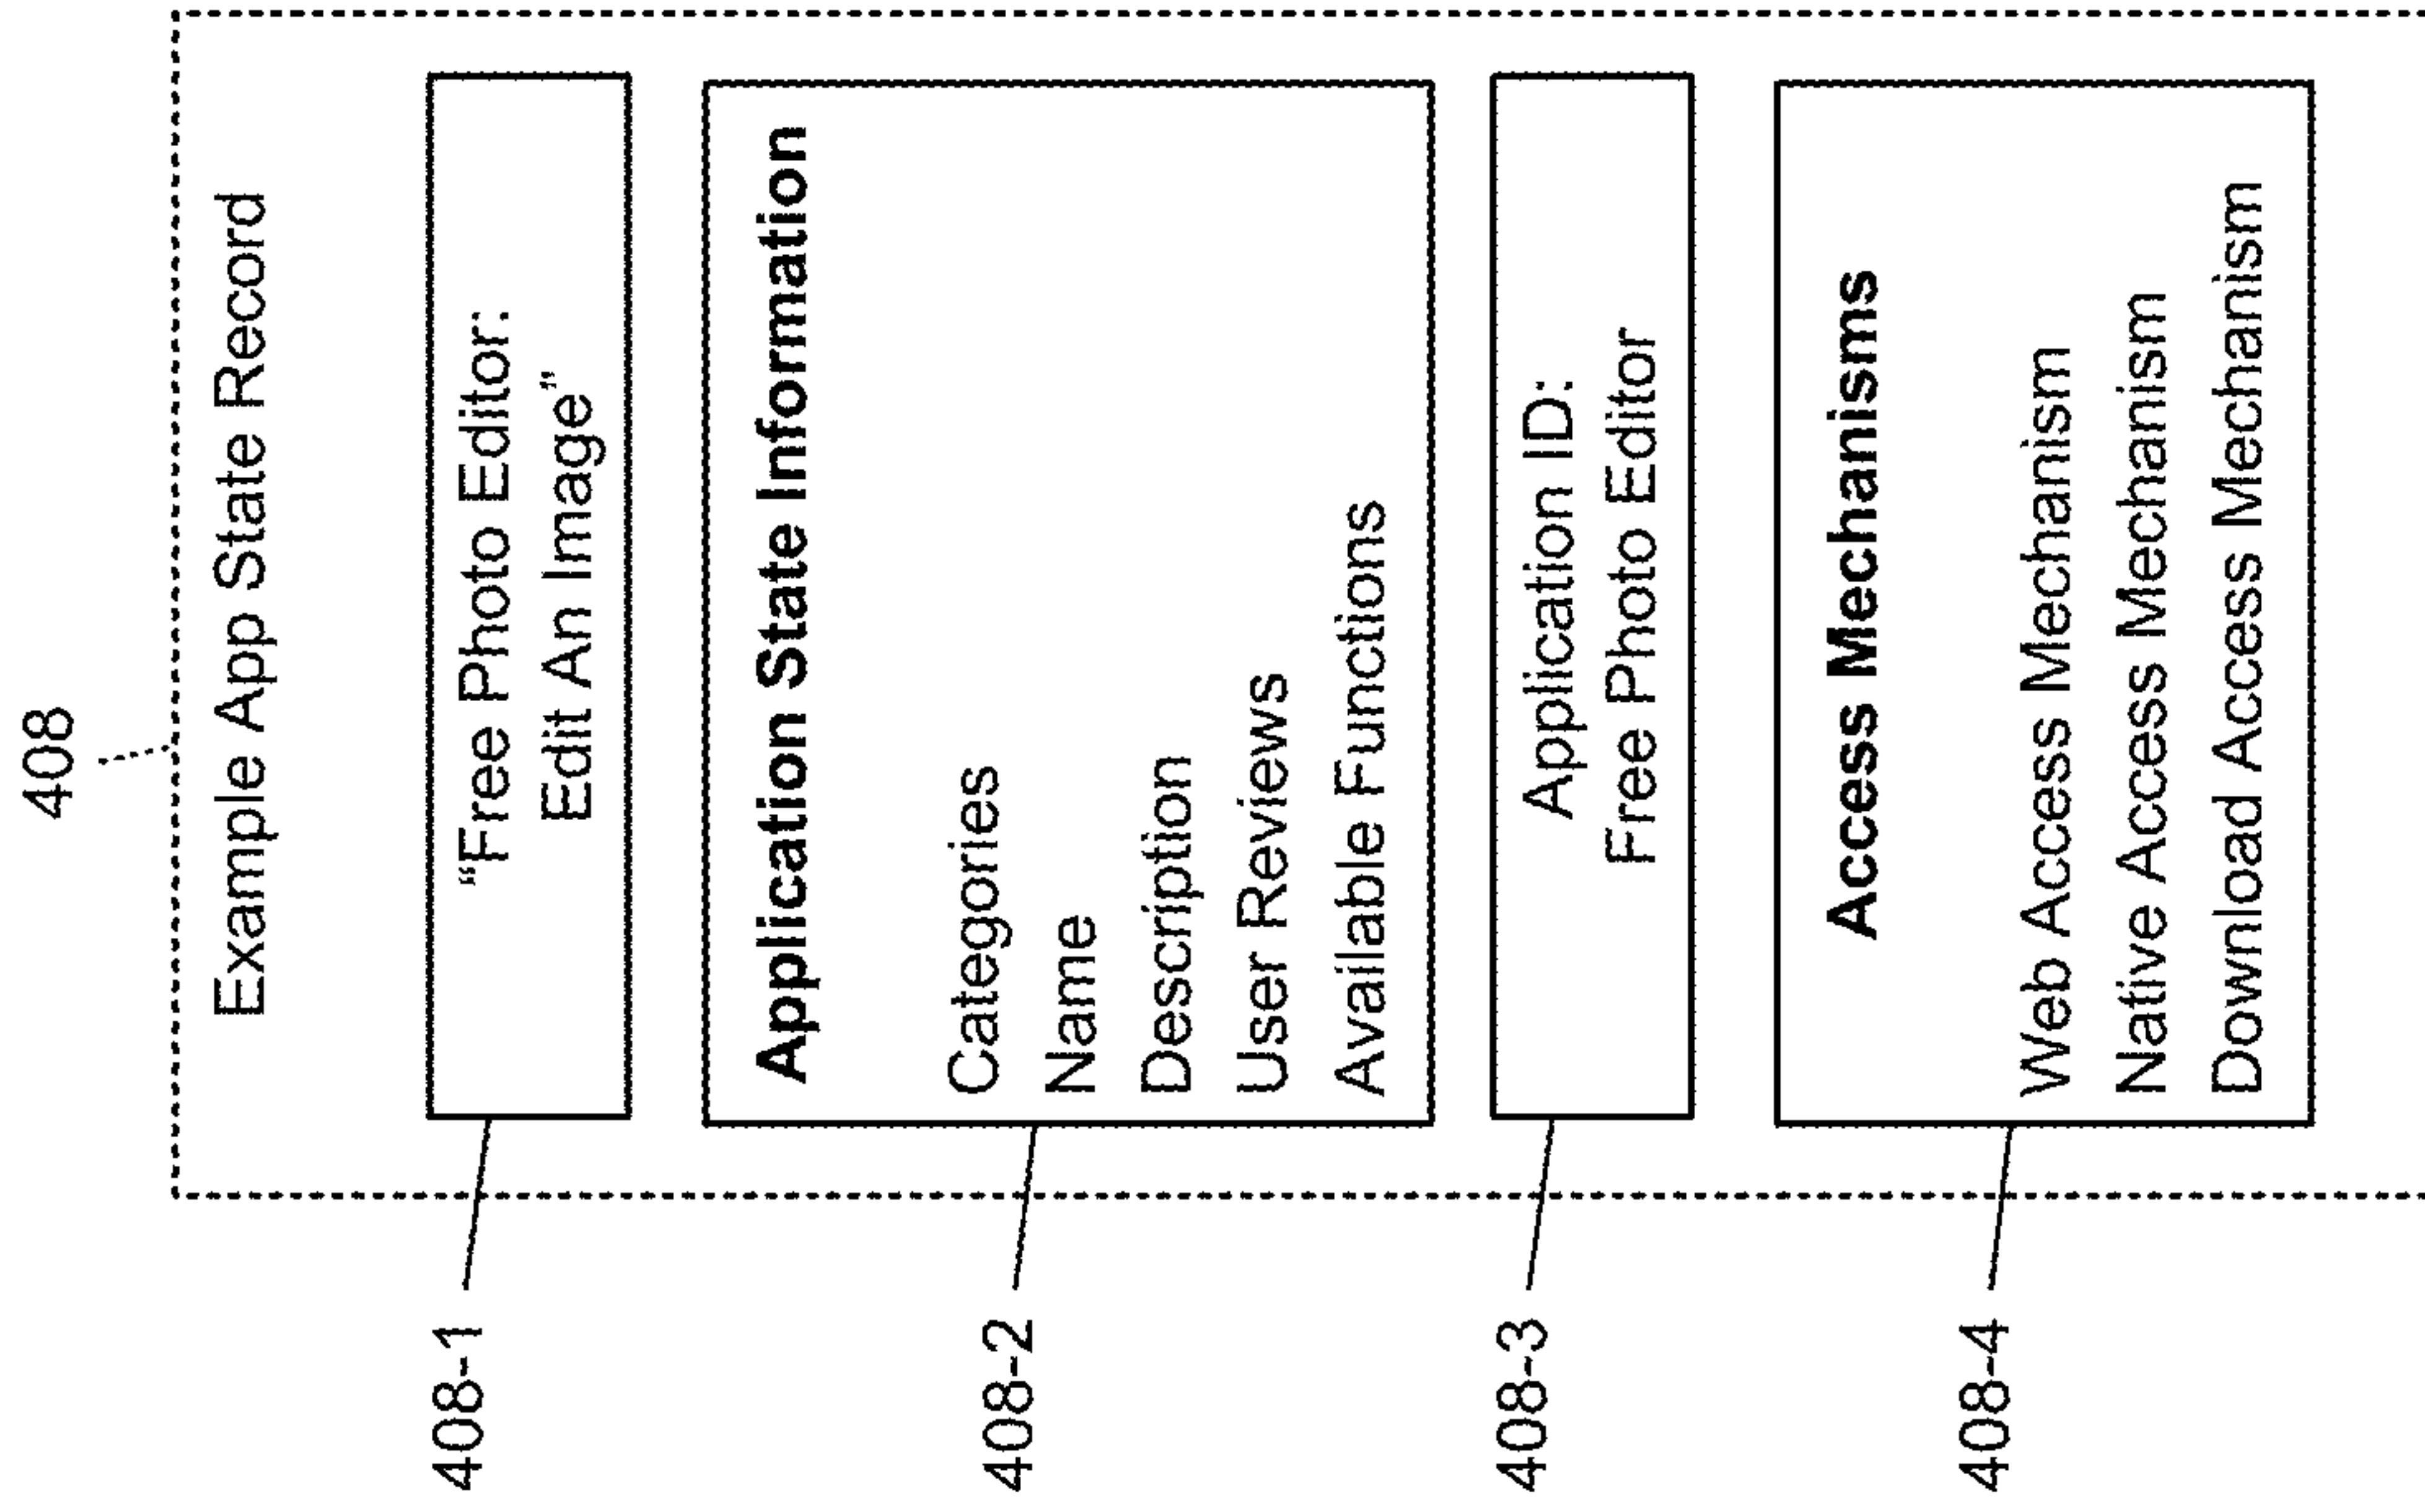 408
Example App State Record
408-1
“Free Photo Editor:
Edit An Image”
408-2
Application State Information
Categories
Name
Description
User Reviews
Available Functions
408-3
Application ID:
Free Photo Editor
408-4
Access Mechanisms
Web Access Mechanism
Native Access Mechanism
Download Access Mechanism